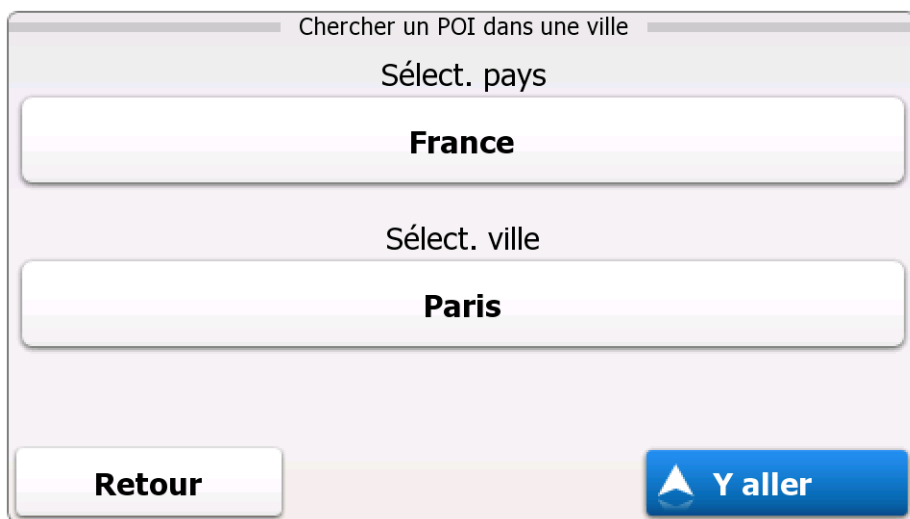 Chercher un POI dans une ville
Sélect. pays
France
Sélect. ville
Paris
Retour
Y aller